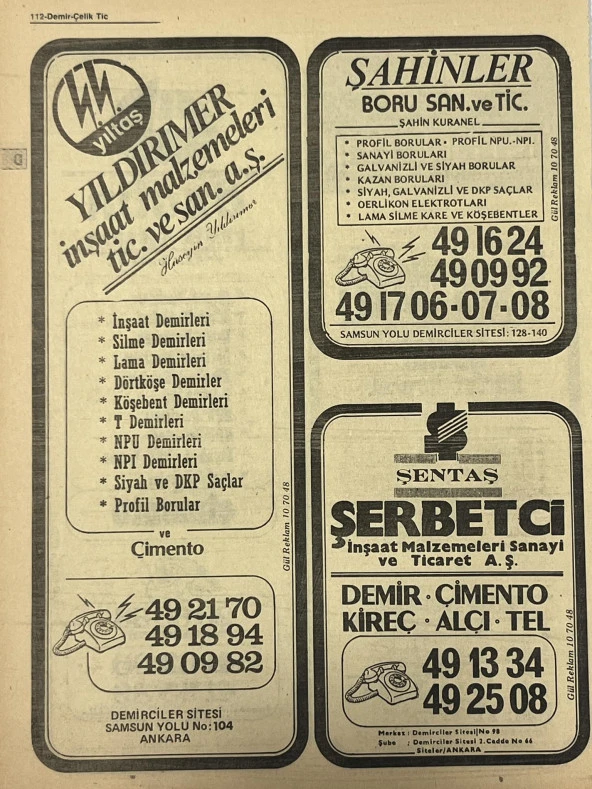 112-Demir-Çelik Tic
D
yıltaş
YILDIRIMER
inşaat malzemeleri
tic. ve san. a.ş.
Hüseyin Yıldırımer
* İnşaat Demirleri
* Silme Demirleri
* Lama Demirleri
* Dörtköşe Demirler
* Köşebent Demirleri
* T Demirleri
* NPU Demirleri
* NPI Demirleri
* Siyah ve DKP Saçlar
* Profil Borular
ve
Çimento
49 21 70
49 18 94
49 09 82
DEMİRCİLER SİTESİ
SAMSUN YOLU No: 104
ANKARA
Gül Reklam 10 70 48
ŞAHİNLER
BORU SAN. ve TİC.
ŞAHİN KURANEL
• PROFİL BORULAR • PROFİL NPU.-NPI.
• SANAYİ BORULARI
• GALVANİZLİ VE SİYAH BORULAR
• KAZAN BORULARI
• SİYAH, GALVANİZLİ VE DKP SAÇLAR
• OERLİKON ELEKTROTLARI
• LAMA SİLME KARE VE KÖŞEBENTLER
49 16 24
49 09 92
49 17 06-07-08
SAMSUN YOLU DEMİRCİLER SİTESİ: 128-140
Gül Reklam 10 70 48
ŞENTAŞ
ŞERBETCİ
İnşaat Malzemeleri Sanayi
ve Ticaret A.Ş.
DEMİR · ÇİMENTO
KİREÇ · ALÇI · TEL
49 13 34
49 25 08
Merkez : Demirciler Sitesi No 98
Şube : Demirciler Sitesi 2. Cadde No 66
Siteler/ANKARA
Gül Reklam 10 70 48